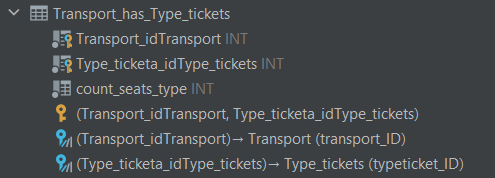 Transport_has_Type_tickets
Transport_idTransport INT
Type_ticketa_idType_tickets INT
count_seats_type INT
(Transport_idTransport, Type_ticketa_idType_tickets)
(Transport_idTransport)→ Transport (transport_ID)
(Type_ticketa_idType_tickets)→ Type_tickets (typeticket_ID)